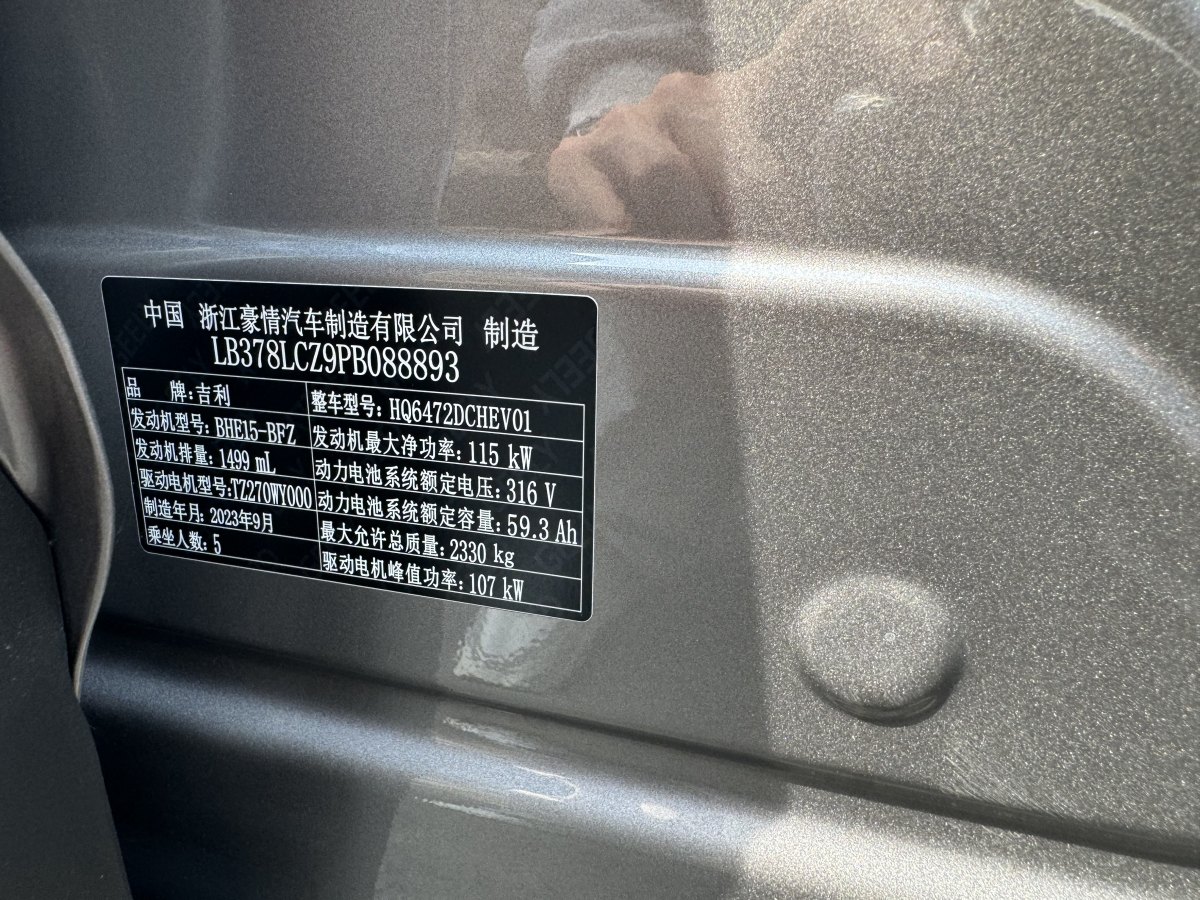 中国 浙江豪情汽车制造有限公司 制造
LB378LCZ9PB088893
品 牌:吉利 整车型号:HQ6472DCHEV01
发动机型号:BHE15-BFZ 发动机最大净功率:115 kW
发动机排量:1499 mL 动力电池系统额定电压:316 V
驱动电机型号:TZ270WY000 动力电池系统额定容量:59.3 Ah
制造年月:2023年9月 最大允许总质量:2330 kg
乘坐人数:5 驱动电机峰值功率:107 kW